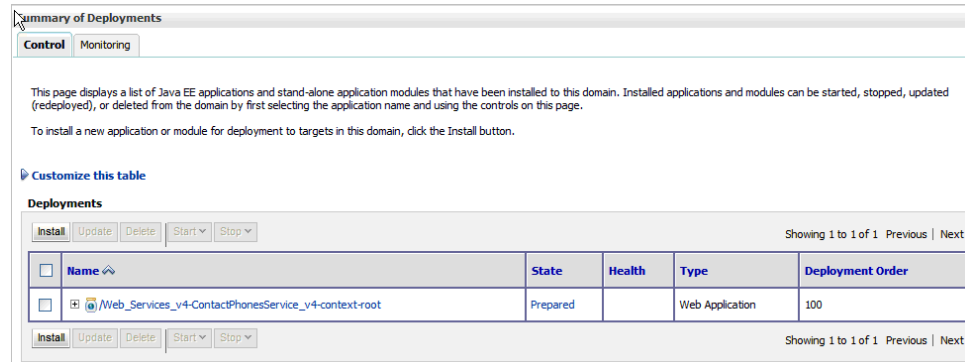 Summary of Deployments
Control Monitoring
This page displays a list of Java EE applications and stand-alone application modules that have been installed to this domain. Installed applications and modules can be started, stopped, updated
(redeployed), or deleted from the domain by first selecting the application name and using the controls on this page.
To install a new application or module for deployment to targets in this domain, click the Install button.
Customize this table
Deployments
Install Update Delete Start Stop Showing 1 to 1 of 1 Previous | Next
Name State Health Type Deployment Order
/Web_Services_v4-ContactPhonesService_v4-context-root Prepared Web Application 100
Install Update Delete Start Stop Showing 1 to 1 of 1 Previous | Next